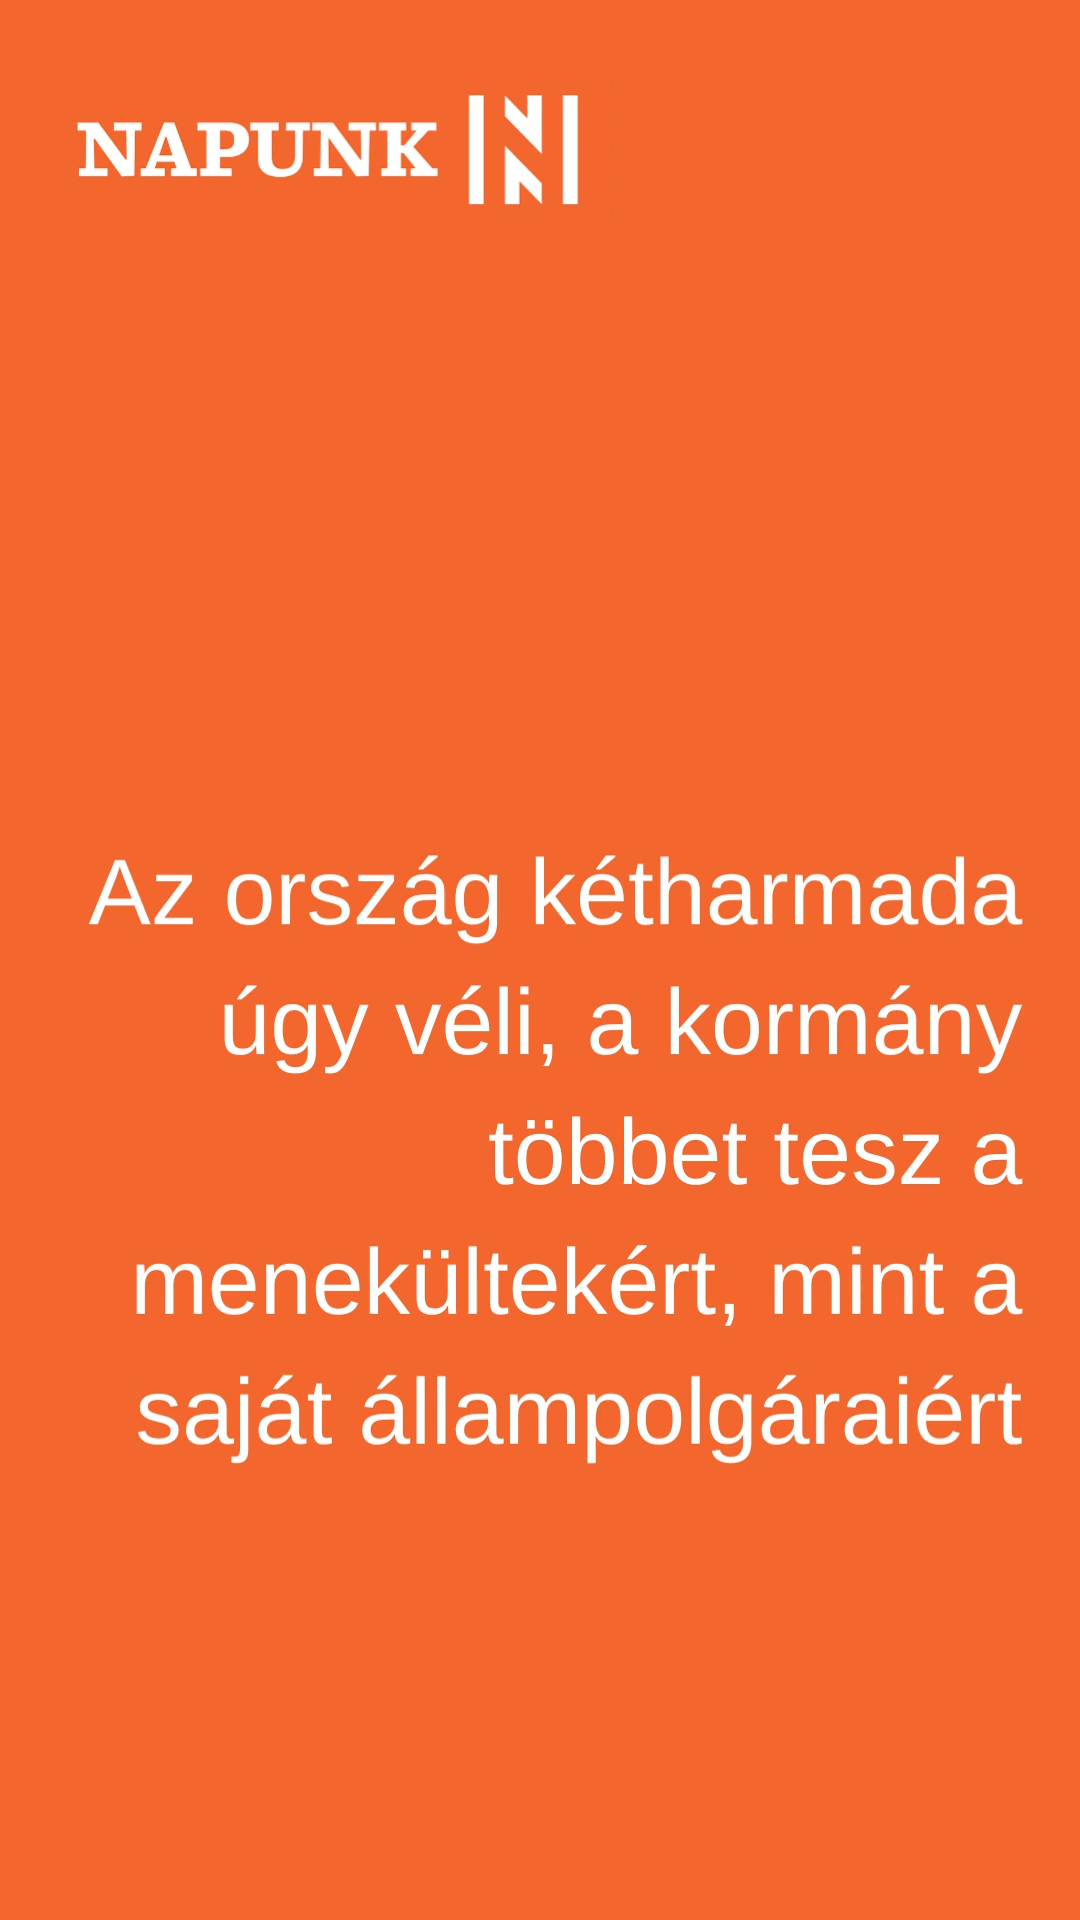 NAPUNK
Az ország kétharmada
úgy véli, a kormány
többet tesz a
menekültekért, mint a
saját állampolgáraiért